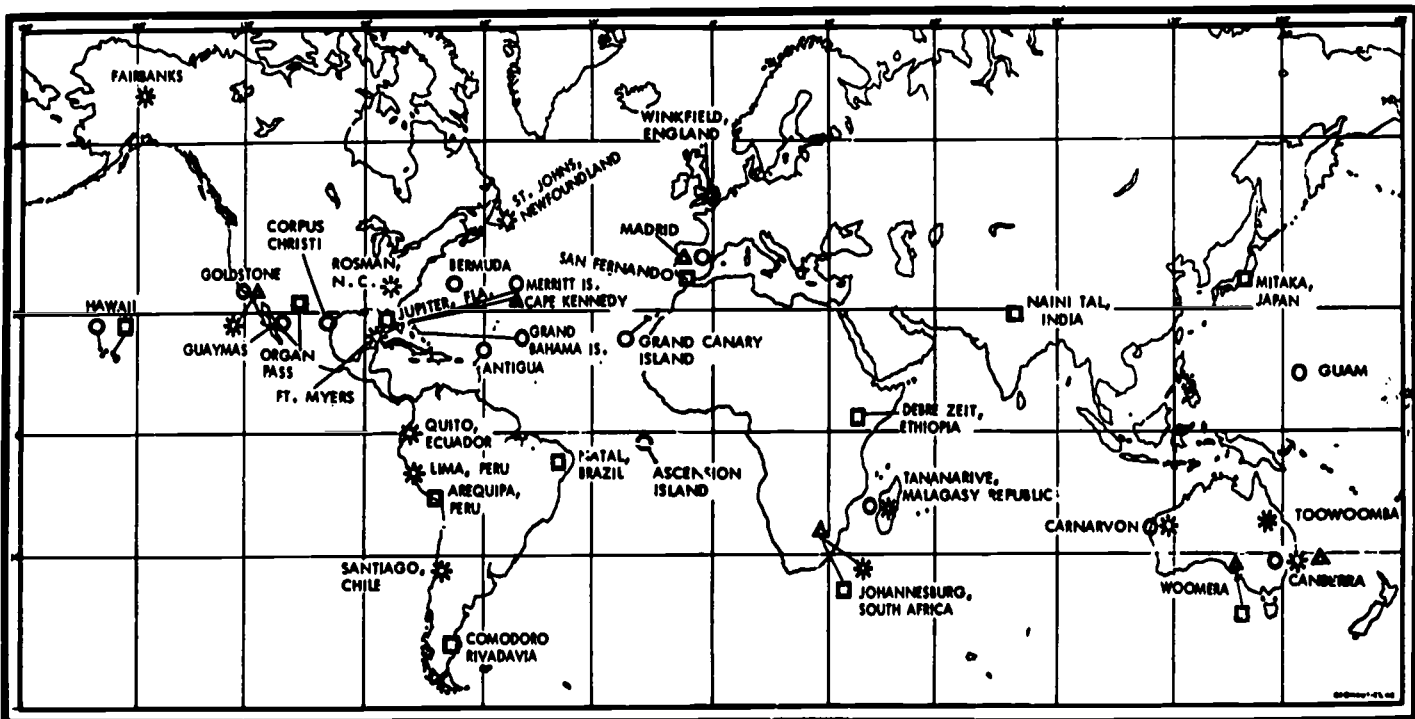 FAIRBANKS
WINKFIELD,
ENGLAND
ST. JOHNS,
NEWFOUNDLAND
CORPUS
CHRISTI
MADRID
ROSMAN,
N.C.
BERMUDA
SAN FERNANDO
GOLDSTONE
MERRITT IS.
CAPE KENNEDY
MITAKA,
JAPAN
HAWAII
JUPITER, FLA.
NAINI TAL,
INDIA
GUAYMAS
ORGAN
PASS
GRAND
BAHAMA IS.
GRAND CANARY
ISLAND
ANTIGUA
GUAM
FT. MYERS
DEBRE ZEIT,
ETHIOPIA
QUITO,
ECUADOR
LIMA, PERU
NATAL,
BRAZIL
ASCENSION
ISLAND
TANANARIVE,
MALAGASY REPUBLIC
AREQUIPA,
PERU
CARNARVON
TOOWOOMBA
SANTIAGO,
CHILE
WOOMERA
CANBERRA
JOHANNESBURG,
SOUTH AFRICA
COMODORO
RIVADAVIA